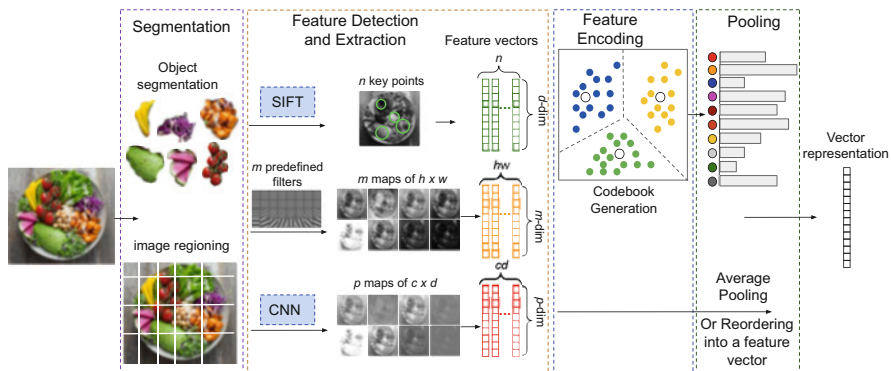 Segmentation
Object
segmentation
image regioning
Feature Detection
and Extraction
Feature vectors
SIFT
n key points
n
d-dim
m predefined
filters
m maps of h x w
hw
m-dim
CNN
p maps of c x d
cd
p-dim
Feature
Encoding
Codebook
Generation
Pooling
Average
Pooling
Or Reordering
into a feature
vector
Vector
representation